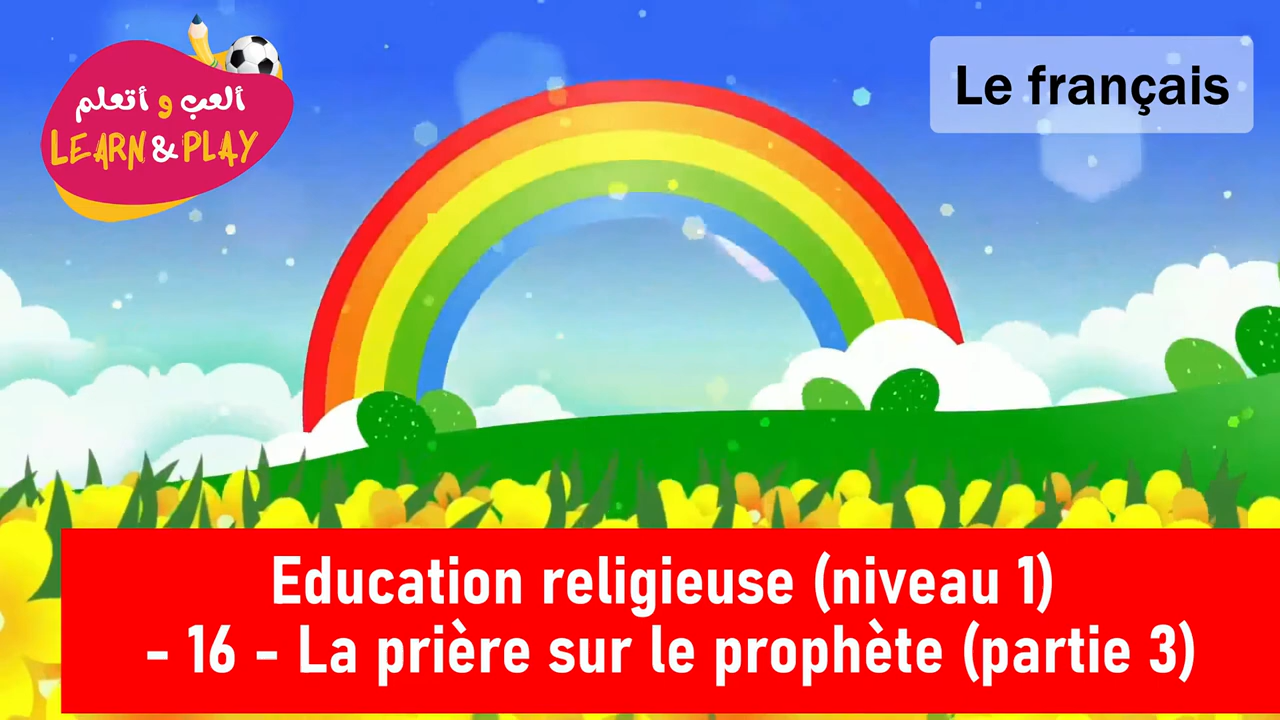 ألعب و أتعلم
LEARN & PLAY
Le français
Education religieuse (niveau 1)
- 16 - La prière sur le prophète (partie 3)